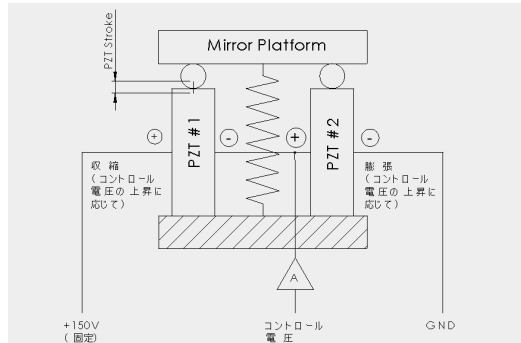 Mirror Platform
PZT Stroke
PZT #1
PZT #2
+
-
+
-
収縮
(コントロール
電圧の上昇に
応じて)
膨張
(コントロール
電圧の上昇に
応じて)
A
+150V
(固定)
コントロール
電圧
GND